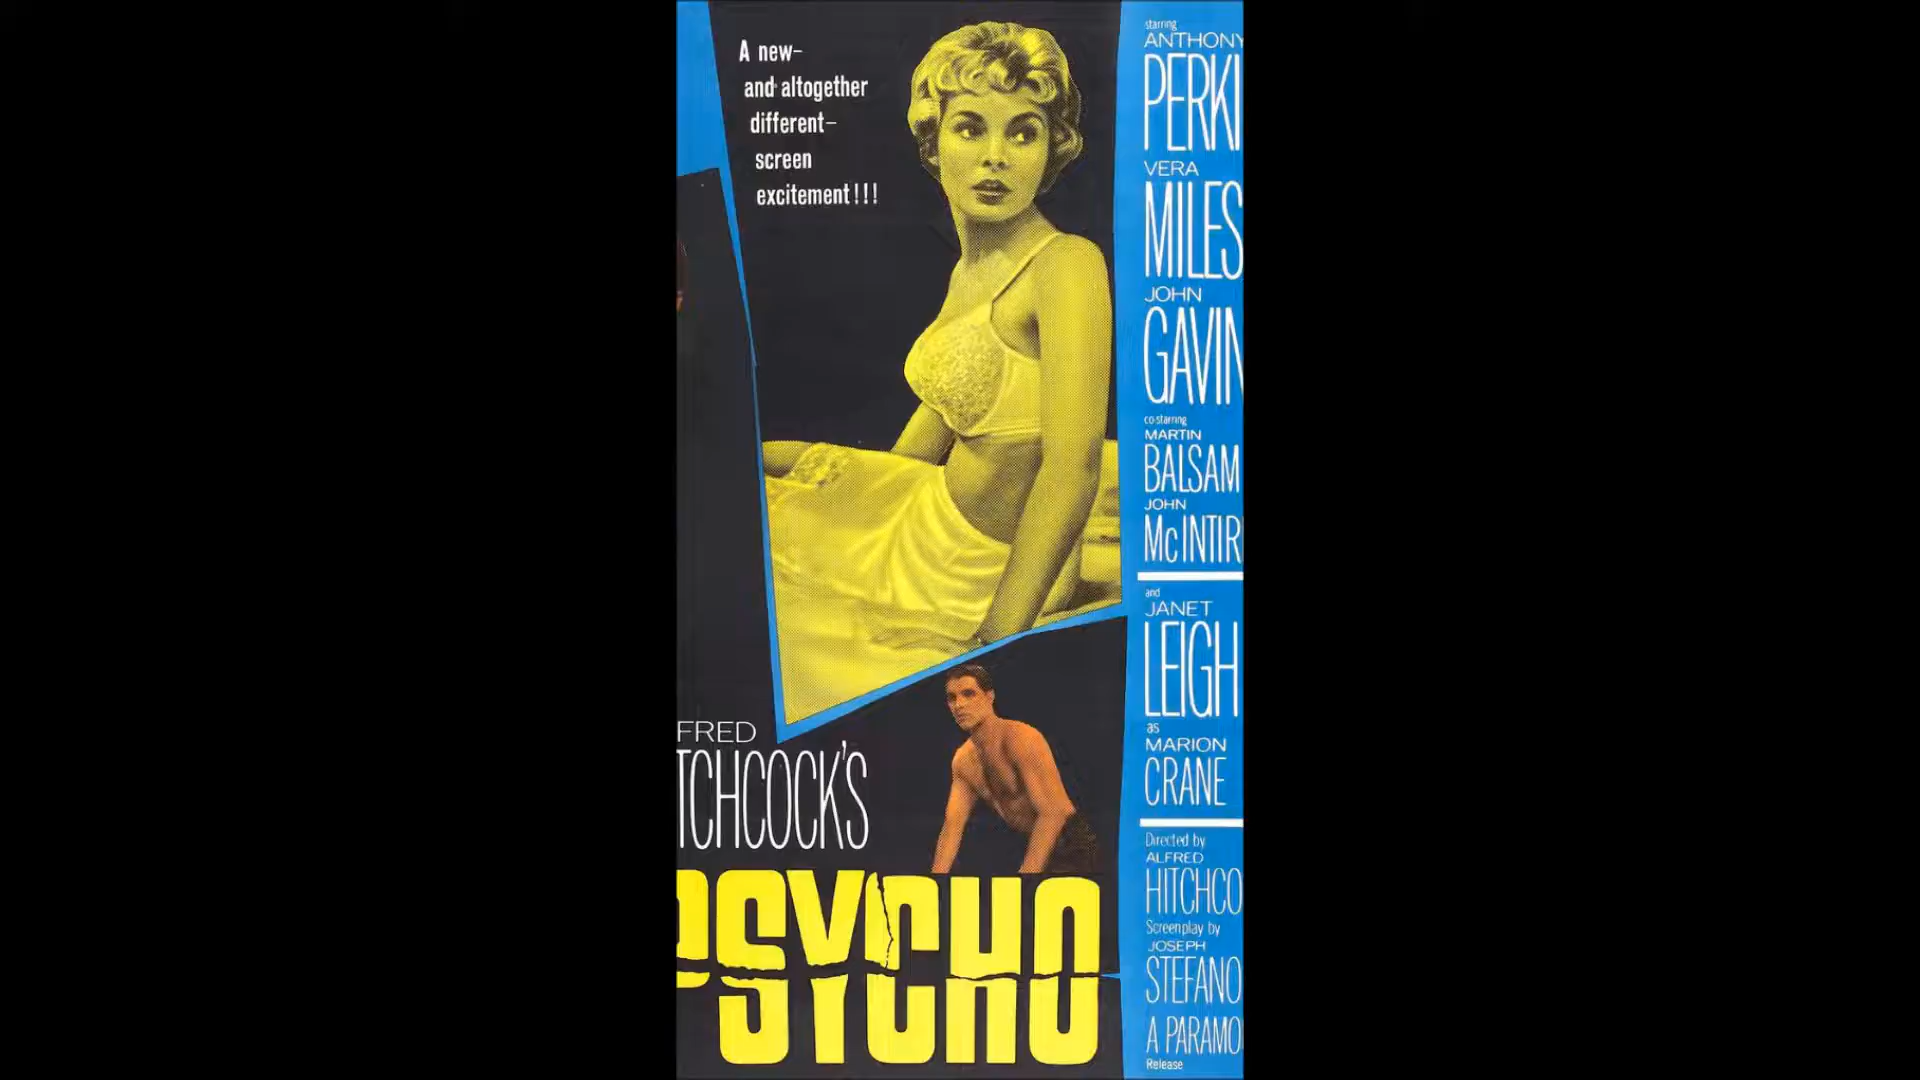 A new-
and altogether
different-
screen
excitement!!!
FRED
TCHCOCK'S
PSYCHO
starring
ANTHONY
PERKI
VERA
MILES
JOHN
GAVIN
co-starring
MARTIN
BALSAM
JOHN
McINTIR
and
JANET
LEIGH
as
MARION
CRANE
Directed by
ALFRED
HITCHCO
Screenplay by
JOSEPH
STEFANO
A PARAMO
Release